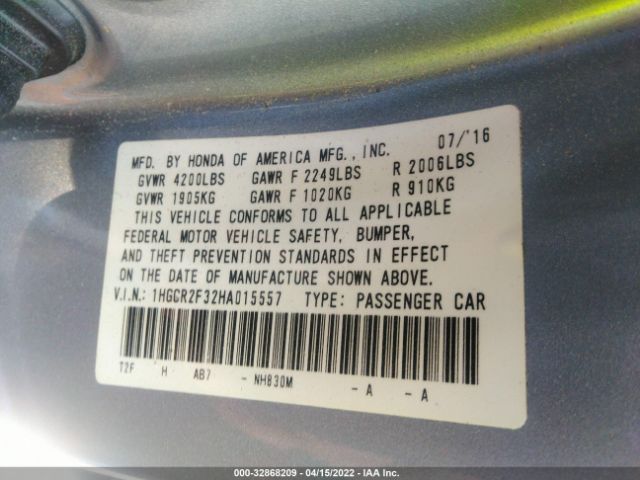 MFD. BY HONDA OF AMERICA MFG., INC. 07/'16
GVWR 4200LBS GAWR F 2249LBS R 2006LBS
GVWR 1905KG GAWR F 1020KG R 910KG
THIS VEHICLE CONFORMS TO ALL APPLICABLE
FEDERAL MOTOR VEHICLE SAFETY, BUMPER,
AND THEFT PREVENTION STANDARDS IN EFFECT
ON THE DATE OF MANUFACTURE SHOWN ABOVE.
V.I.N.: 1HGCR2F32HA015557 TYPE: PASSENGER CAR
T2F H AB7 - NH830M - A - A
000-32868209 - 04/15/2022 - IAA Inc.